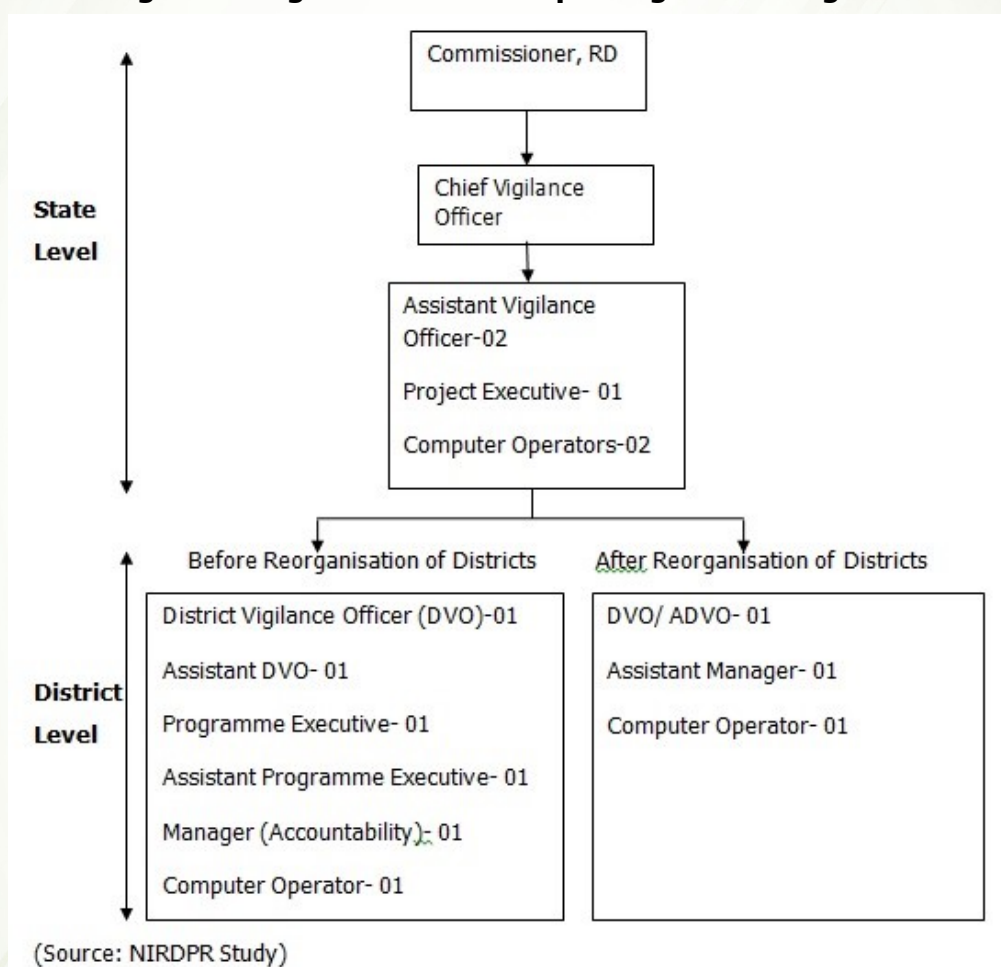 Commissioner, RD
Chief Vigilance
Officer
State
Level
Assistant Vigilance
Officer-02
Project Executive- 01
Computer Operators-02
Before Reorganisation of Districts
After Reorganisation of Districts
District
Level
District Vigilance Officer (DVO)-01
Assistant DVO- 01
Programme Executive- 01
Assistant Programme Executive- 01
Manager (Accountability)- 01
Computer Operator- 01
DVO/ ADVO- 01
Assistant Manager- 01
Computer Operator- 01
(Source: NIRDPR Study)